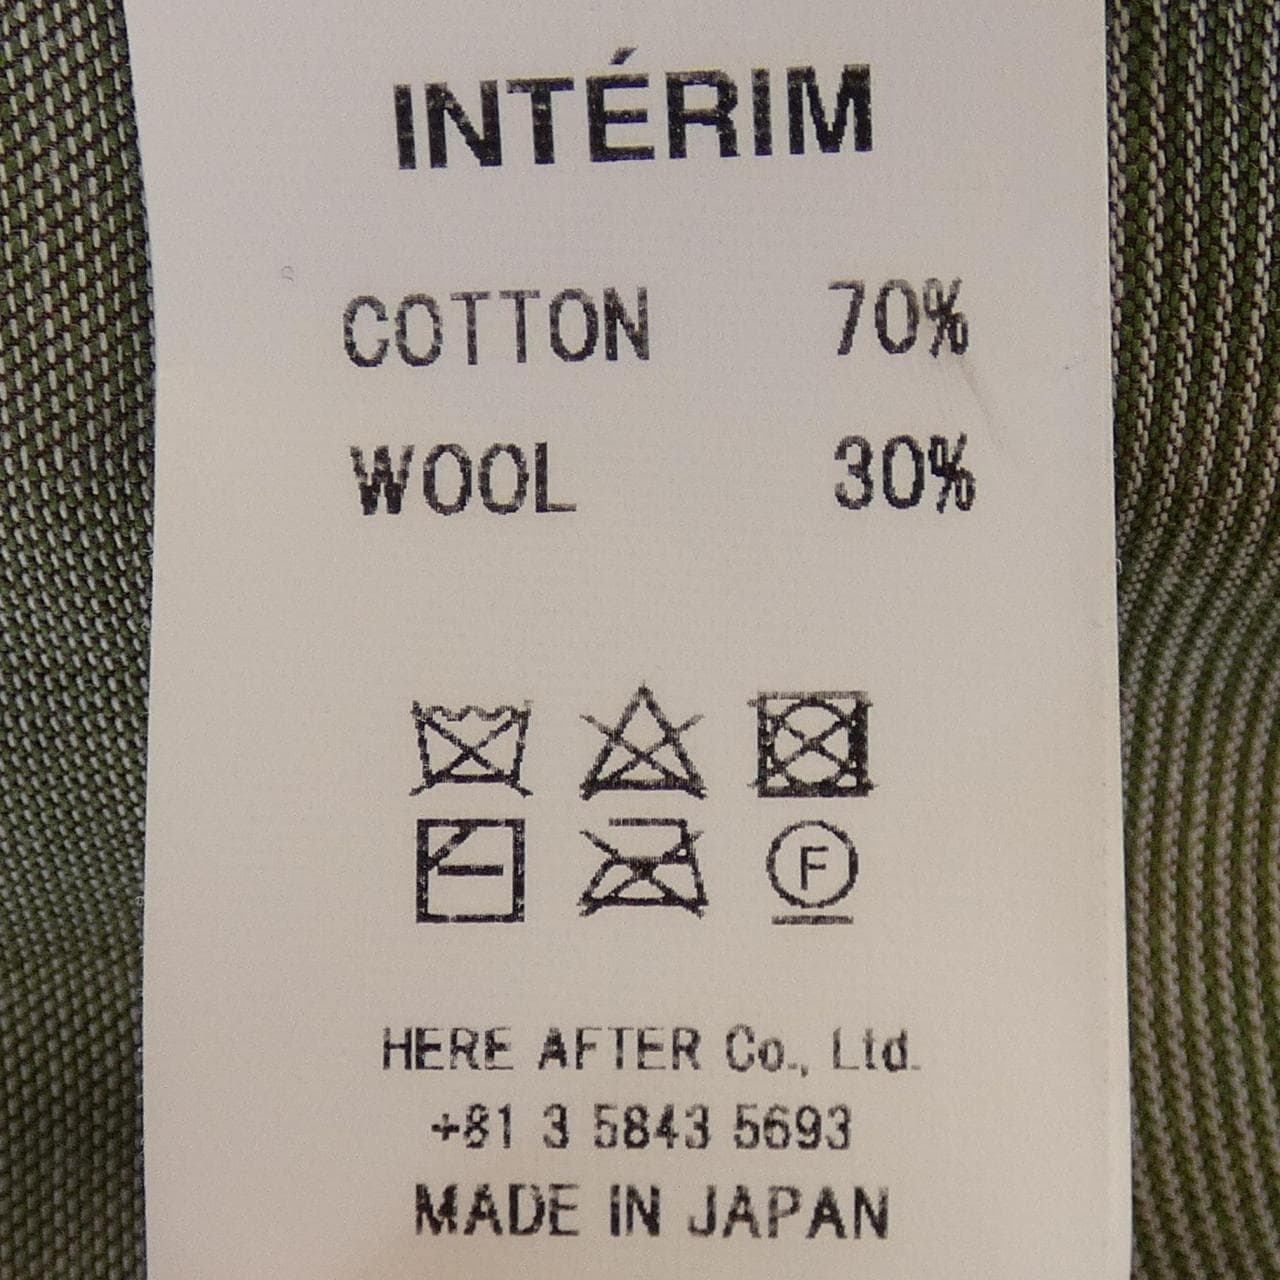 INTÉRIM
COTTON 70%
WOOL 30%
F
HERE AFTER Co., Ltd.
+81 3 5843 5693
MADE IN JAPAN